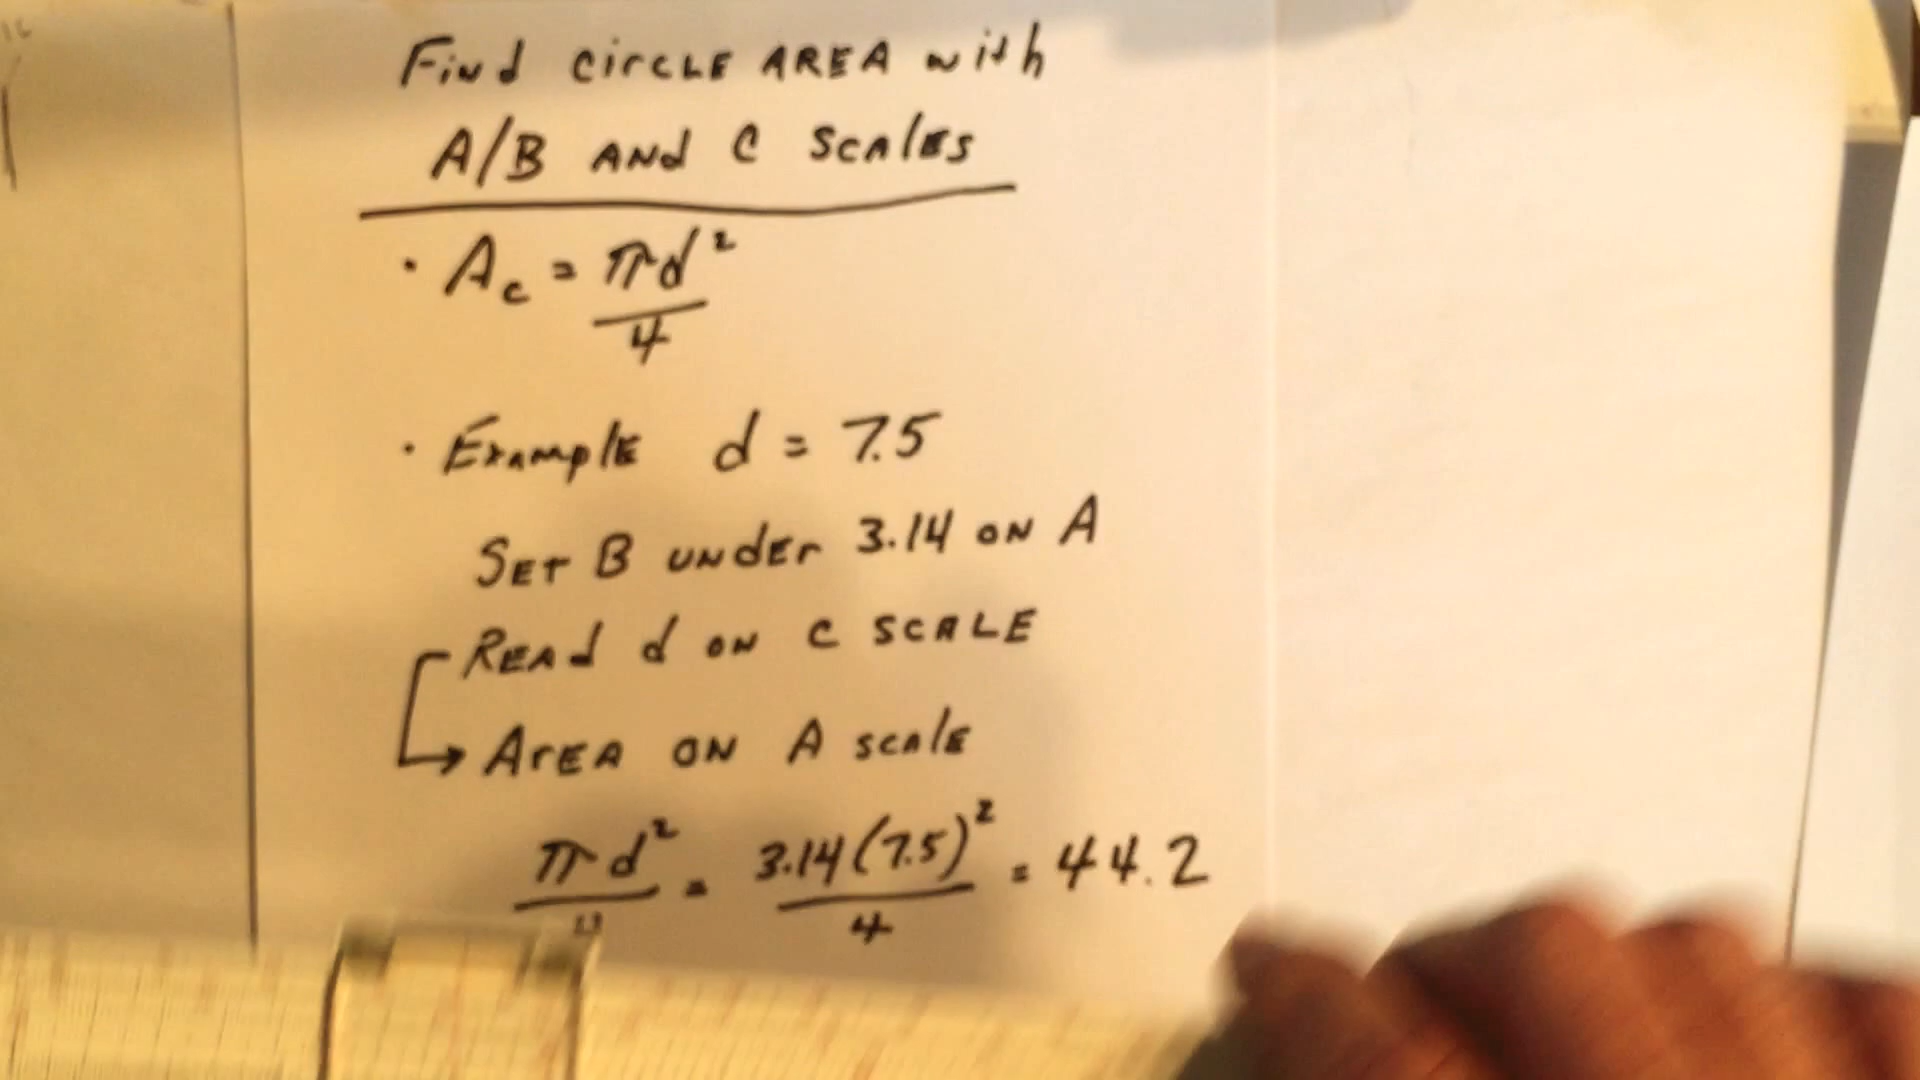 Find circle AREA with
A/B ANd C ScAlEs
· Ac = πd²/4
· ExamplE d = 7.5
SET B UNdEr 3.14 ON A
REAd d ON C SCALE
→ ArEA ON A scAlE
πd²/4 = 3.14(7.5)²/4 = 44.2